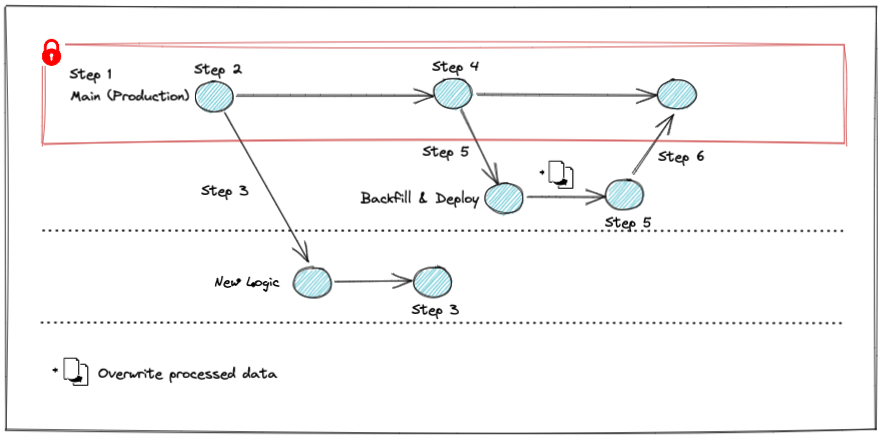 Step 1
Step 2
Step 4
Main (Production)
Step 5
Step 6
Step 3
Backfill & Deploy
Step 5
New Logic
Step 3
Overwrite processed data